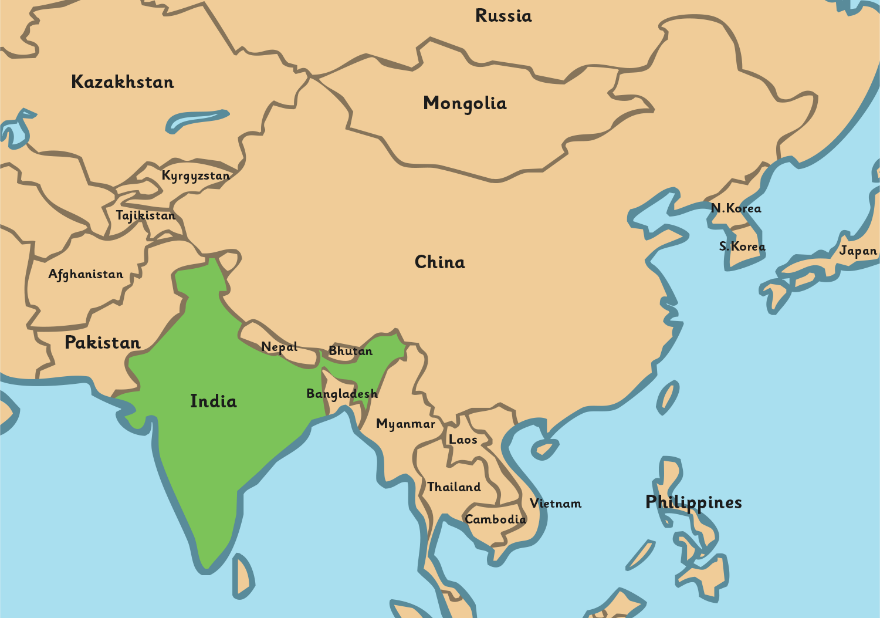 Russia
Kazakhstan
Mongolia
Kyrgyzstan
Tajikistan
N.Korea
S.Korea
Japan
China
Afghanistan
Pakistan
Nepal
Bhutan
India
Bangladesh
Myanmar
Laos
Thailand
Vietnam
Philippines
Cambodia